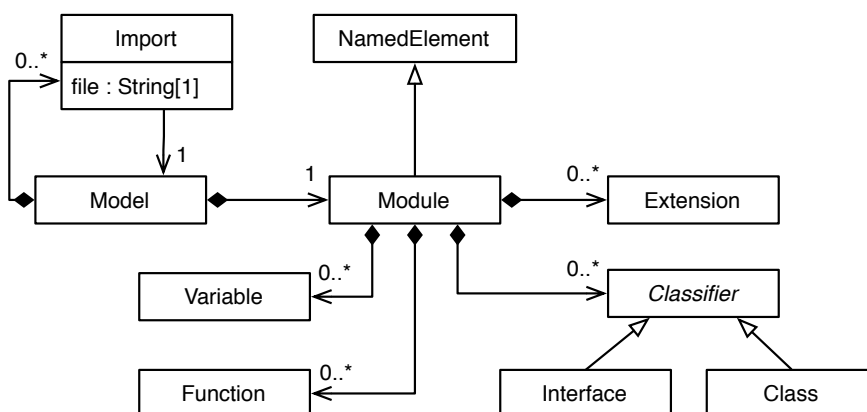 Import
NamedElement
0..*
file : String[1]
1
1
0..*
Model
Module
Extension
0..*
0..*
Variable
Classifier
0..*
Function
Interface
Class